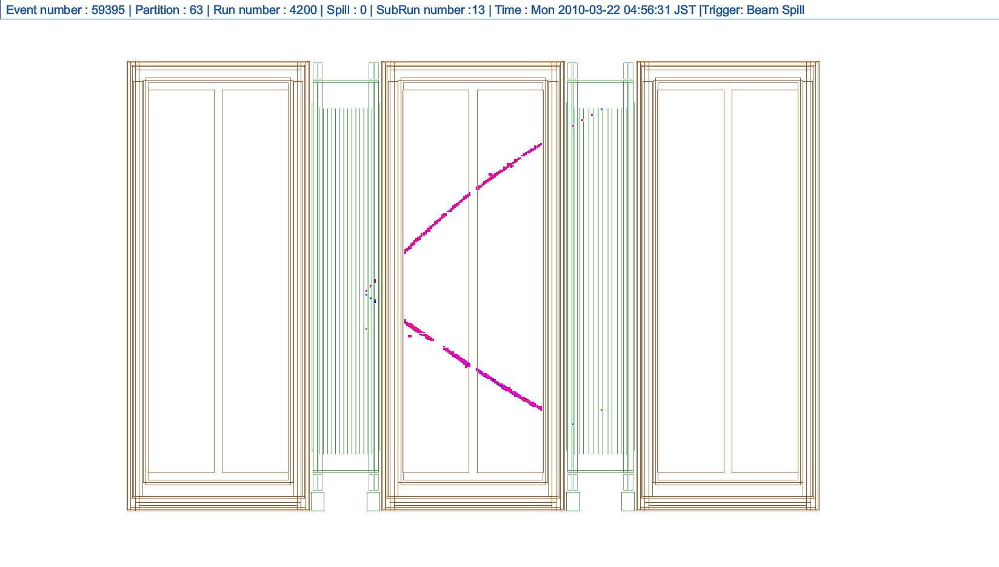 Event number : 59395 | Partition : 63 | Run number : 4200 | Spill : 0 | SubRun number :13 | Time : Mon 2010-03-22 04:56:31 JST |Trigger: Beam Spill